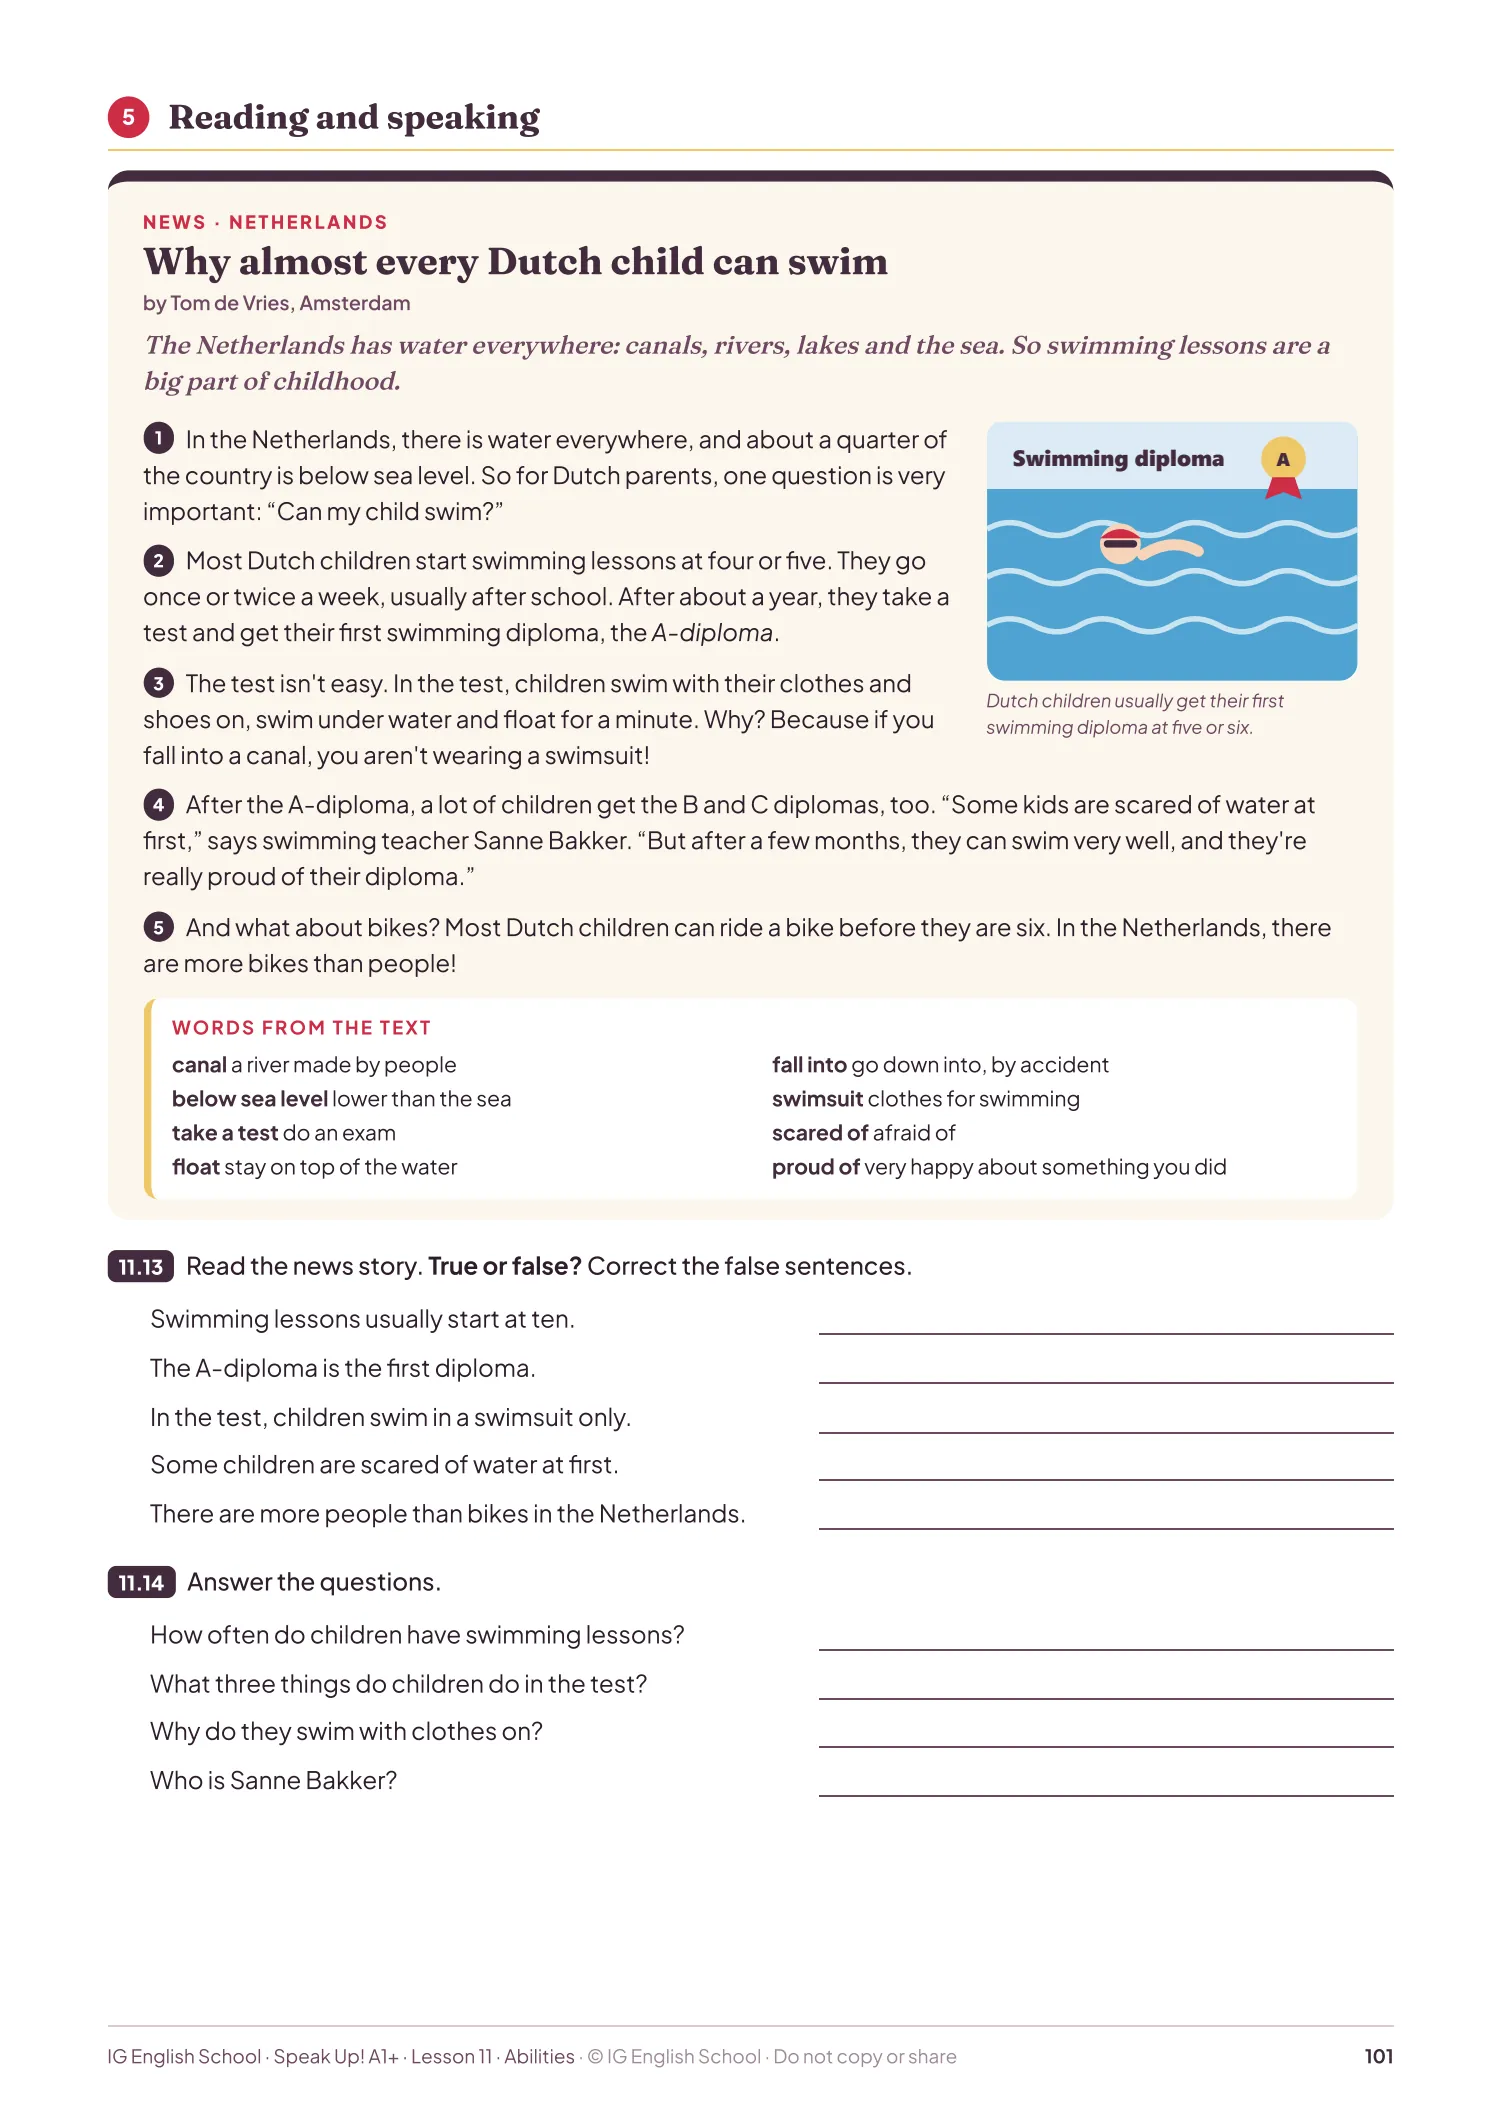 5 Reading and speaking
NEWS · NETHERLANDS
Why almost every Dutch child can swim
by Tom de Vries, Amsterdam
The Netherlands has water everywhere: canals, rivers, lakes and the sea. So swimming lessons are a
big part of childhood.
1 In the Netherlands, there is water everywhere, and about a quarter of
the country is below sea level. So for Dutch parents, one question is very
important: “Can my child swim?”
2 Most Dutch children start swimming lessons at four or five. They go
once or twice a week, usually after school. After about a year, they take a
test and get their first swimming diploma, the A-diploma.
3 The test isn't easy. In the test, children swim with their clothes and
shoes on, swim under water and float for a minute. Why? Because if you
fall into a canal, you aren't wearing a swimsuit!
Swimming diploma A
Dutch children usually get their first
swimming diploma at five or six.
4 After the A-diploma, a lot of children get the B and C diplomas, too. “Some kids are scared of water at
first,” says swimming teacher Sanne Bakker. “But after a few months, they can swim very well, and they're
really proud of their diploma.”
5 And what about bikes? Most Dutch children can ride a bike before they are six. In the Netherlands, there
are more bikes than people!
WORDS FROM THE TEXT
canal a river made by people
below sea level lower than the sea
take a test do an exam
float stay on top of the water
fall into go down into, by accident
swimsuit clothes for swimming
scared of afraid of
proud of very happy about something you did
11.13 Read the news story. True or false? Correct the false sentences.
Swimming lessons usually start at ten.
The A-diploma is the first diploma.
In the test, children swim in a swimsuit only.
Some children are scared of water at first.
There are more people than bikes in the Netherlands.
11.14 Answer the questions.
How often do children have swimming lessons?
What three things do children do in the test?
Why do they swim with clothes on?
Who is Sanne Bakker?
IG English School · Speak Up! A1+ · Lesson 11 · Abilities · © IG English School · Do not copy or share 101